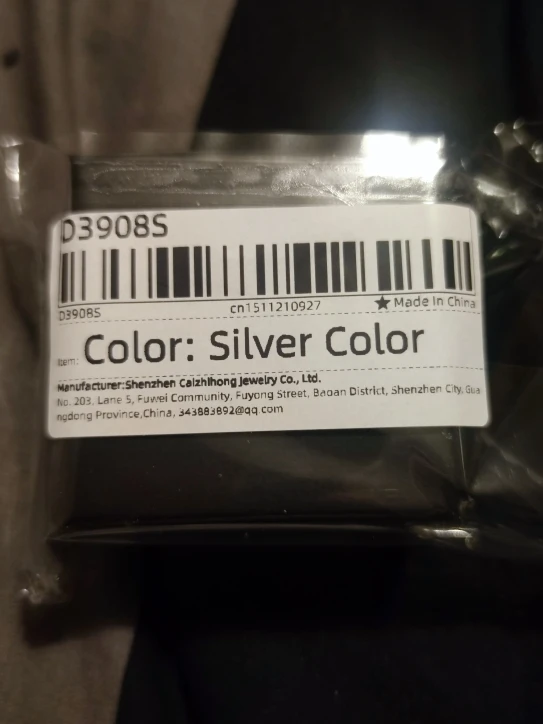 D3908S
D3908S cn1511210927 ★ Made In China
Item: Color: Silver Color
Manufacturer:Shenzhen Caizhihong Jewelry Co., Ltd.
No. 203, Lane 5, Fuwei Community, Fuyong Street, Baoan District, Shenzhen City, Gua
ngdong Province,China, 343883892@qq.com